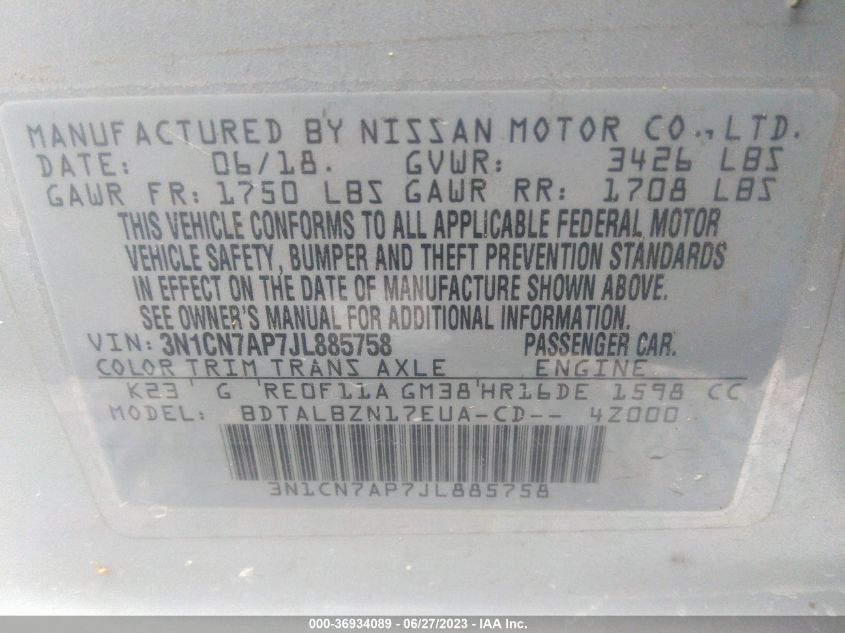 MANUFACTURED BY NISSAN MOTOR CO., LTD.
DATE: 06/18. GVWR: 3426 LBS
GAWR FR: 1750 LBS GAWR RR: 1708 LBS
THIS VEHICLE CONFORMS TO ALL APPLICABLE FEDERAL MOTOR
VEHICLE SAFETY, BUMPER AND THEFT PREVENTION STANDARDS
IN EFFECT ON THE DATE OF MANUFACTURE SHOWN ABOVE.
SEE OWNER'S MANUAL FOR ADDITIONAL INFORMATION.
VIN: 3N1CN7AP7JL885758 PASSENGER CAR.
COLOR TRIM TRANS AXLE ENGINE
K23 ' G 'RE0F11A GM38'HR16DE 1598 CC
MODEL: BDTALBZN17EUA-CD-- 4Z000
3N1CN7AP7JL885758
000-36934089 - 06/27/2023 - IAA Inc.